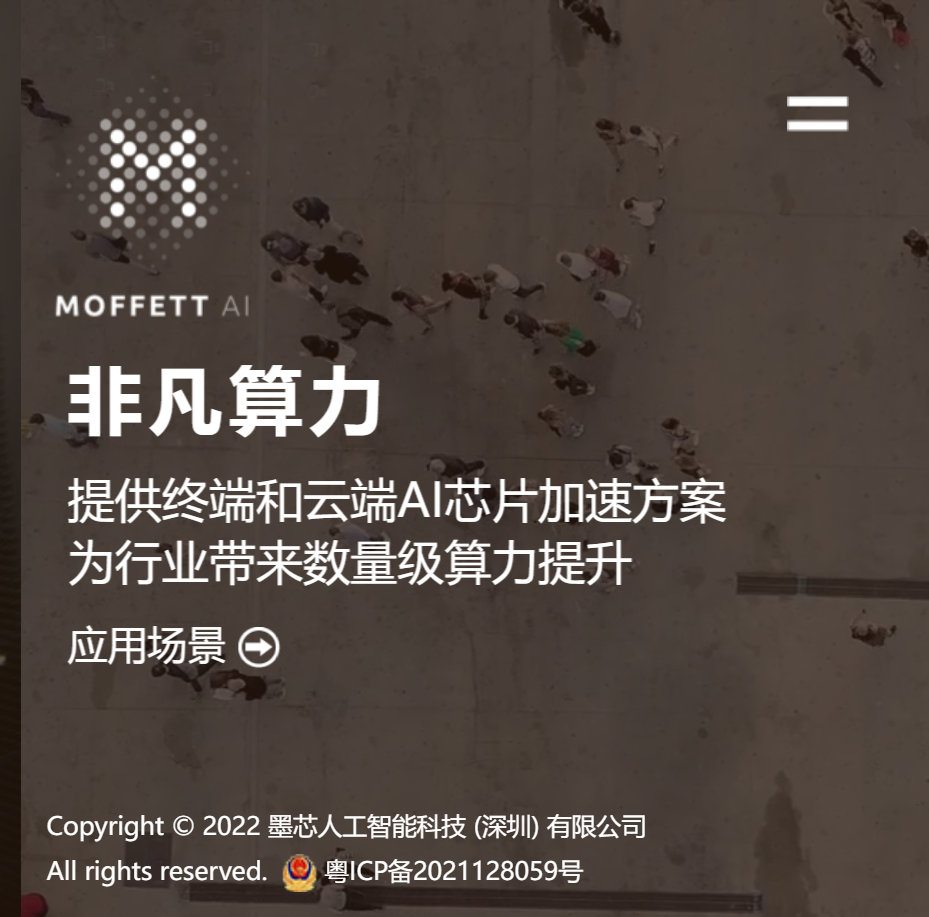 MOFFETT AI
非凡算力
提供终端和云端AI芯片加速方案
为行业带来数量级算力提升
应用场景
Copyright © 2022 墨芯人工智能科技 (深圳) 有限公司
All rights reserved. 粤ICP备2021128059号